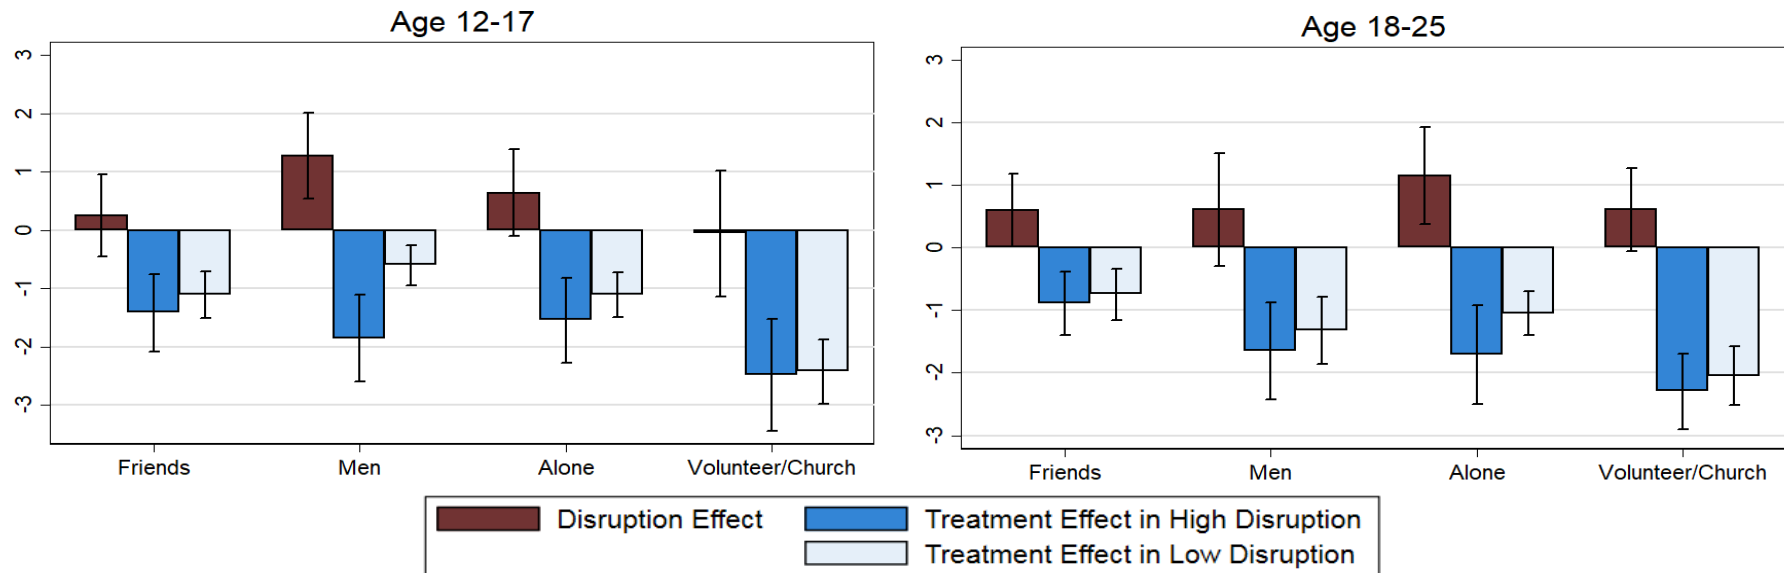 Age 12-17
3
2
1
0
-1
-2
-3
Friends
Men
Alone
Volunteer/Church
Age 18-25
3
2
1
0
-1
-2
-3
Friends
Men
Alone
Volunteer/Church
Disruption Effect
Treatment Effect in High Disruption
Treatment Effect in Low Disruption